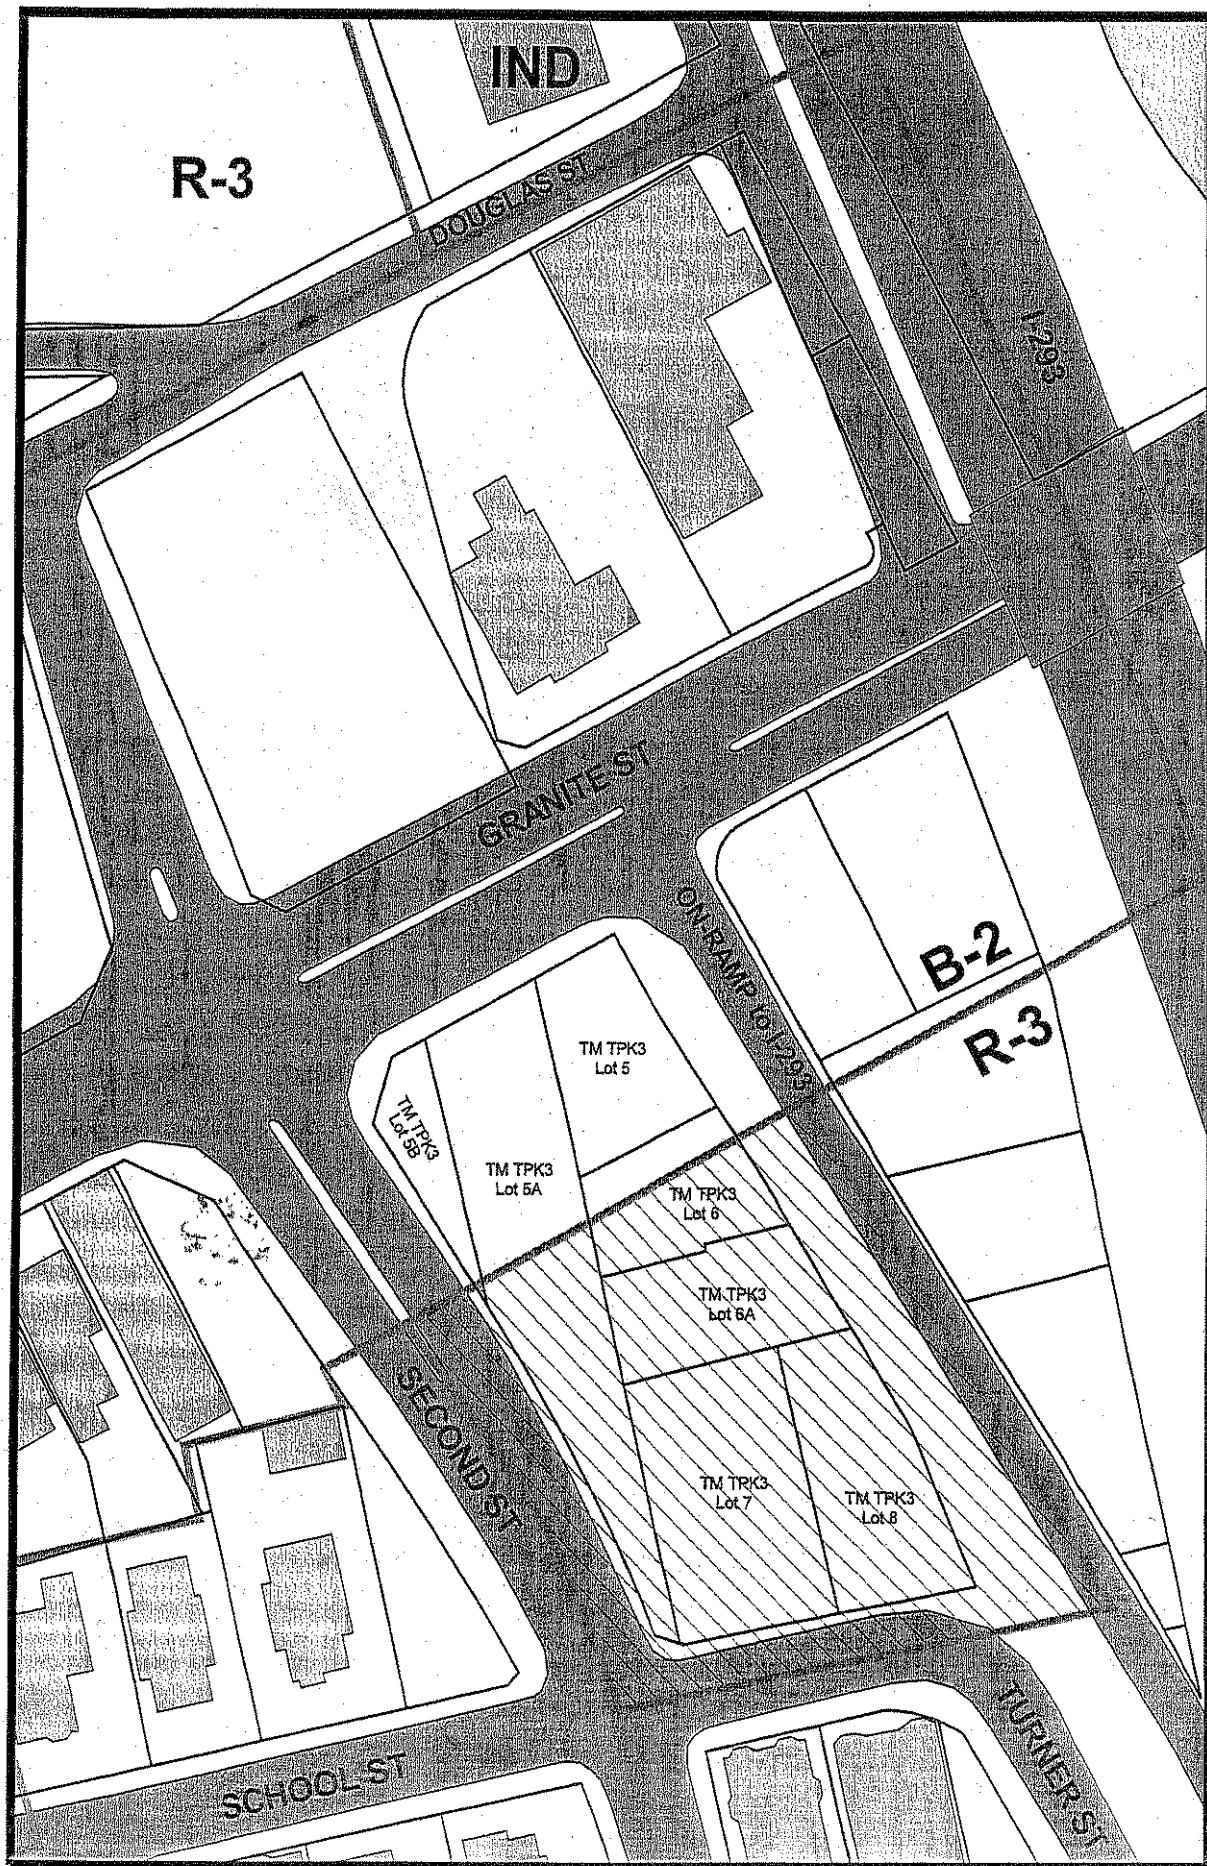 IND
R-3
DOUGLAS ST
I-293
GRANITE ST
ON-RAMP to I-293
B-2
R-3
TM TPK3
Lot 5
TM TPK3
Lot 5B
TM TPK3
Lot 5A
TM TPK3
Lot 6
TM TPK3
Lot 6A
SECOND ST
TM TPK3
Lot 7
TM TPK3
Lot 8
TURNER ST
SCHOOL ST